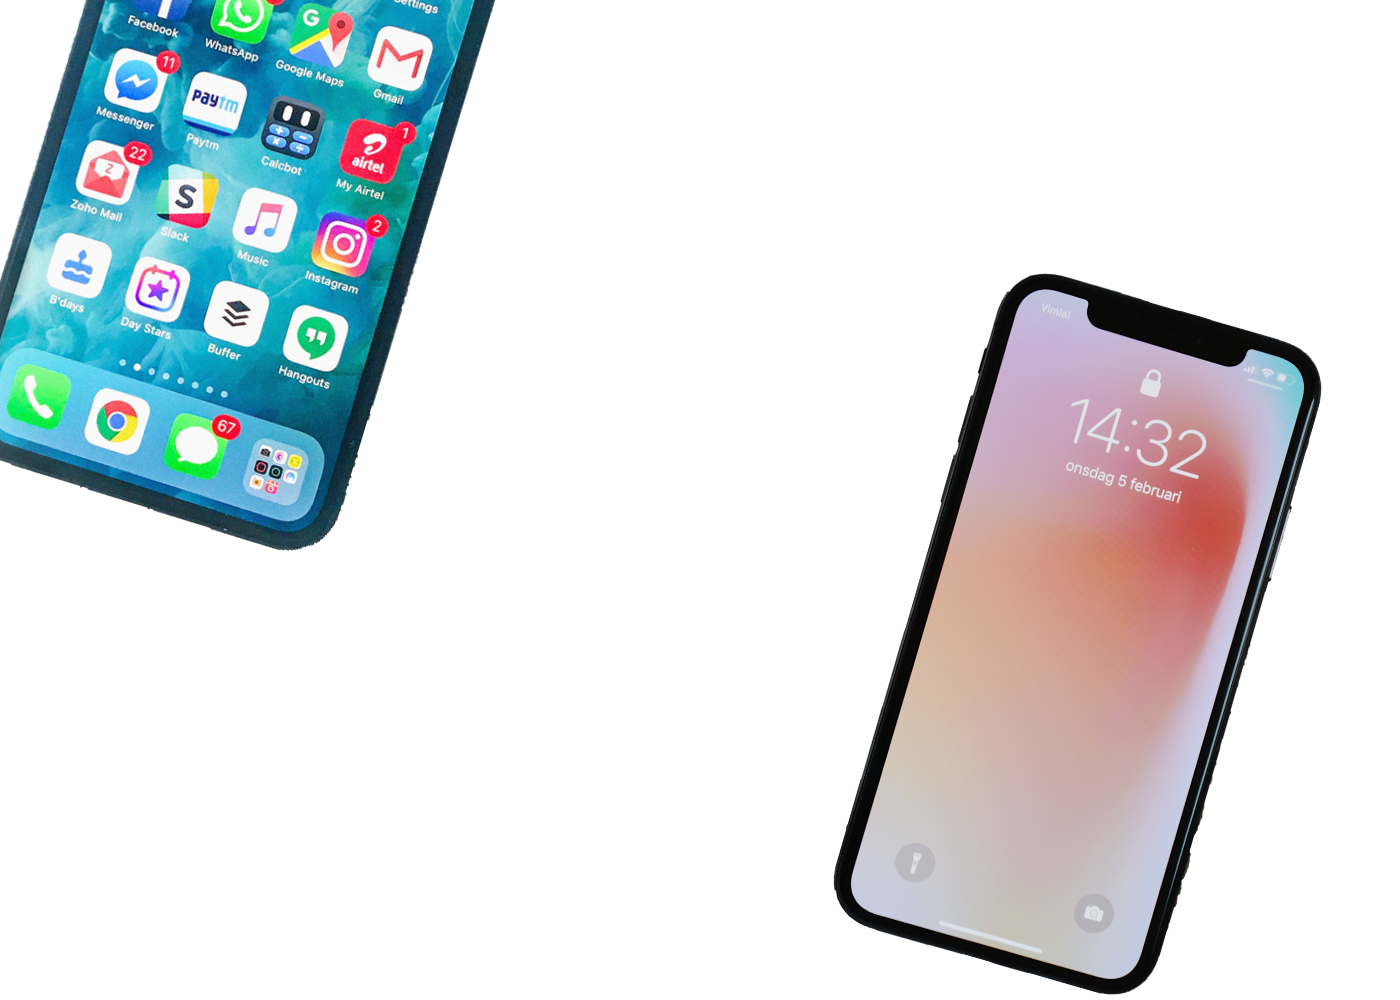 Settings
Facebook
WhatsApp
G
Google Maps
Gmail
11
Messenger
Paytm
Paytm
Calcbot
1
airtel
My Airtel
22
Z
Zoho Mail
S
Slack
Music
2
Instagram
B'days
Day Stars
Buffer
Hangouts
67
Vimla!
14:32
onsdag 5 februari